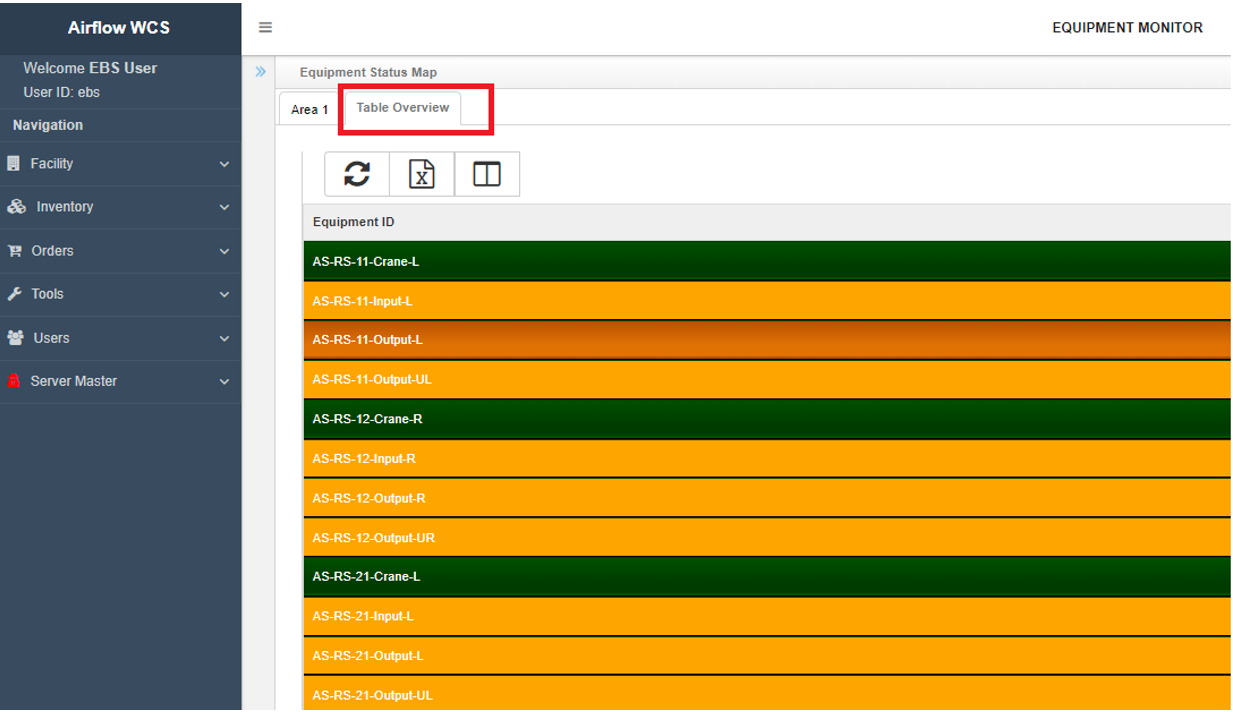 Airflow WCS
EQUIPMENT MONITOR
Welcome EBS User
User ID: ebs
Navigation
Facility
Inventory
Orders
Tools
Users
Server Master
Equipment Status Map
Area 1
Table Overview
X
Equipment ID
AS-RS-11-Crane-L
AS-RS-11-Input-L
AS-RS-11-Output-L
AS-RS-11-Output-UL
AS-RS-12-Crane-R
AS-RS-12-Input-R
AS-RS-12-Output-R
AS-RS-12-Output-UR
AS-RS-21-Crane-L
AS-RS-21-Input-L
AS-RS-21-Output-L
AS-RS-21-Output-UL